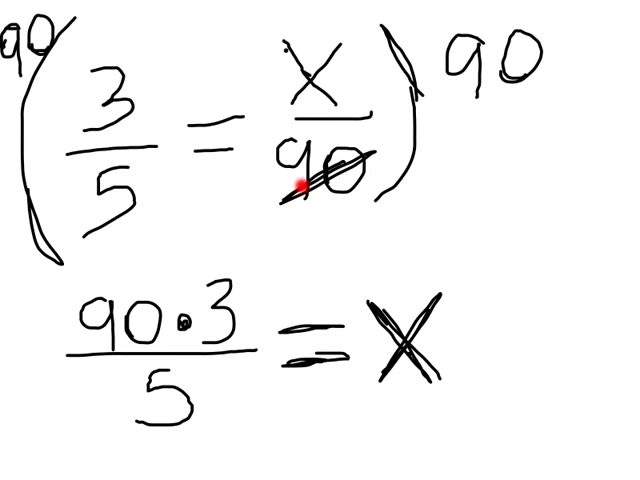 90 ( 3/5 = x/90 ) 90
90 · 3 / 5 = X